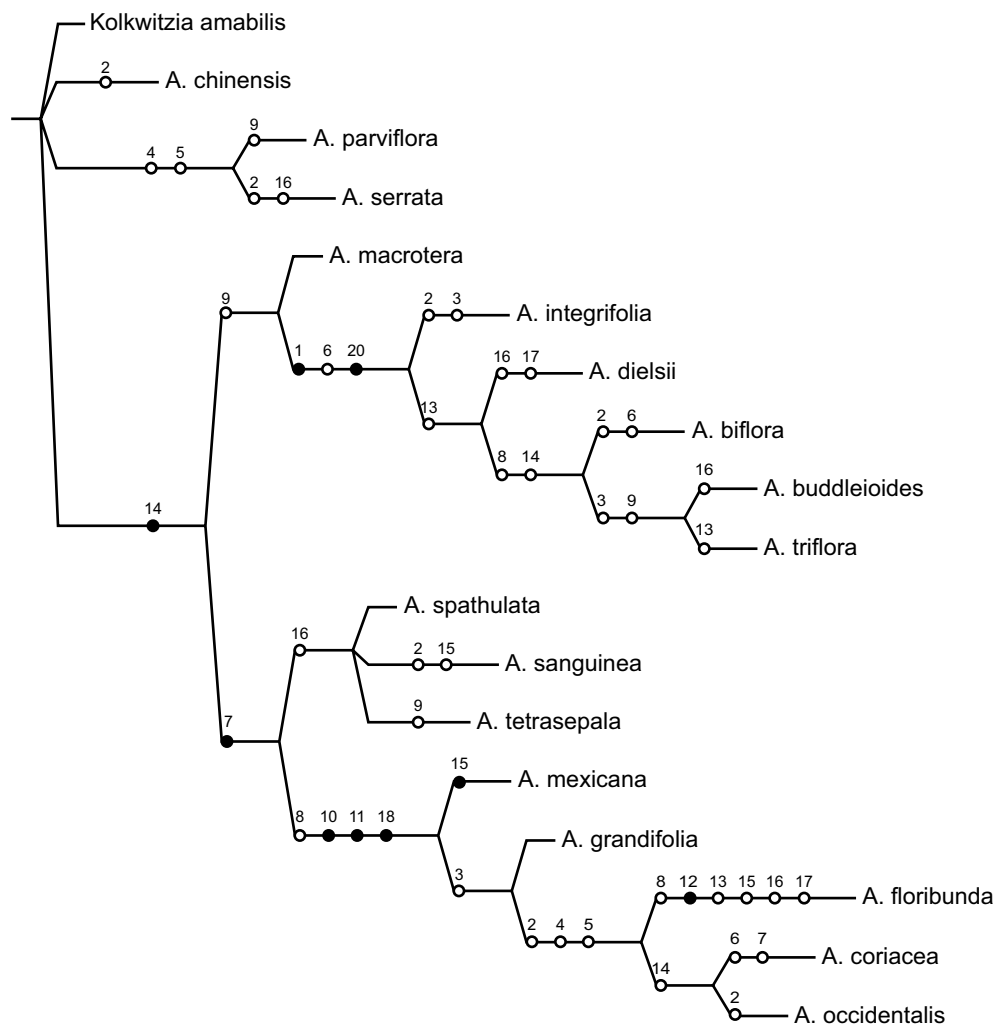 Kolkwitzia amabilis
2
A. chinensis
9
A. parviflora
4 5
2 16
A. serrata
A. macrotera
9
2 3
A. integrifolia
1 6 20
16 17
A. dielsii
13
2 6
A. biflora
8 14
16
A. buddleioides
3 9
13
A. triflora
14
A. spathulata
16
2 15
A. sanguinea
9
A. tetrasepala
7
15
A. mexicana
8 10 11 18
A. grandifolia
3
8 12 13 15 16 17
A. floribunda
2 4 5
6 7
A. coriacea
14
2
A. occidentalis